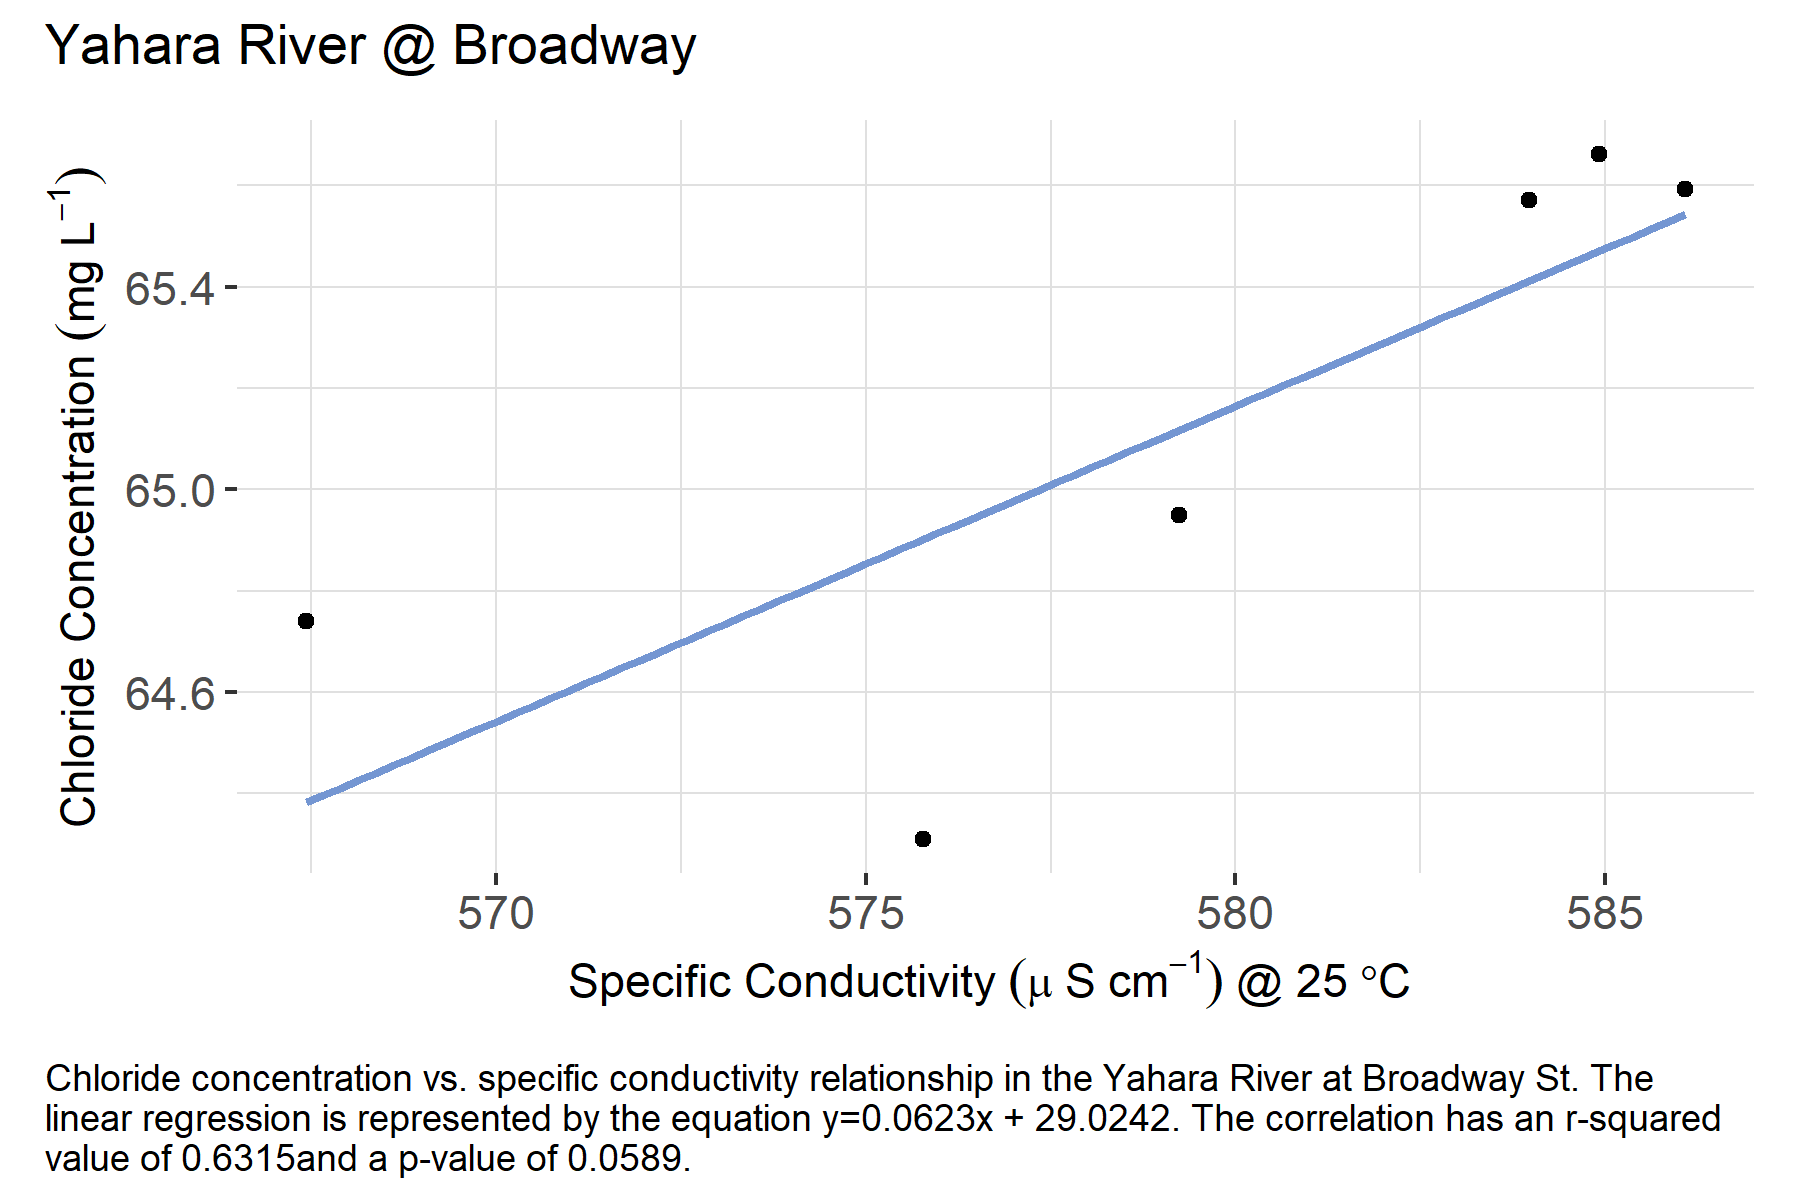 Yahara River @ Broadway
Chloride Concentration (mg L⁻¹)
65.4
65.0
64.6
570 575 580 585
Specific Conductivity (μ S cm⁻¹) @ 25 °C
Chloride concentration vs. specific conductivity relationship in the Yahara River at Broadway St. The
linear regression is represented by the equation y=0.0623x + 29.0242. The correlation has an r-squared
value of 0.6315and a p-value of 0.0589.